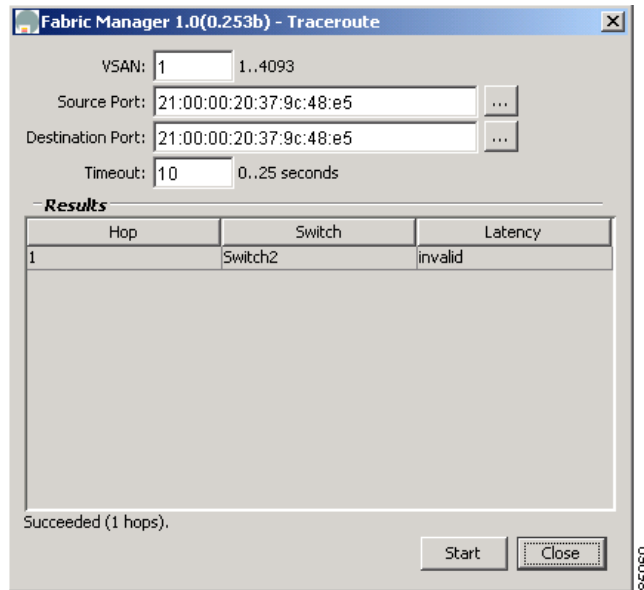 Fabric Manager 1.0(0.253b) - Traceroute
VSAN: 1 1..4093
Source Port: 21:00:00:20:37:9c:48:e5 ...
Destination Port: 21:00:00:20:37:9c:48:e5 ...
Timeout: 10 0..25 seconds
Results
Hop Switch Latency
1 Switch2 invalid
Succeeded (1 hops).
Start Close